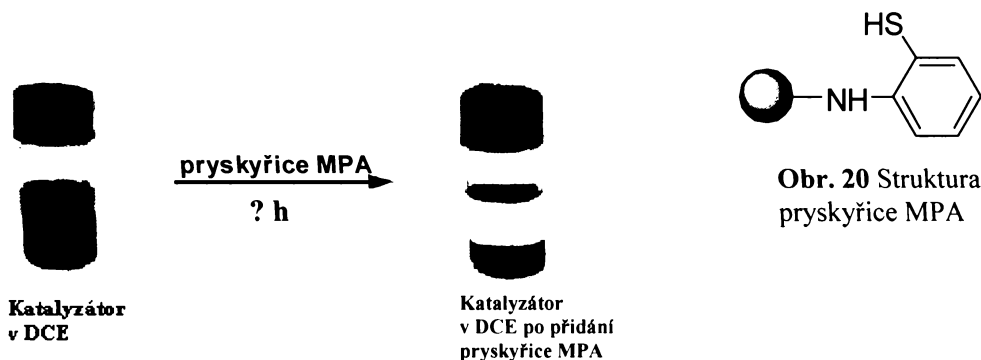 HS
NH
pryskyřice MPA
? h
Obr. 20 Struktura
pryskyřice MPA
Katalyzátor
v DCE
Katalyzátor
v DCE po přidání
pryskyřice MPA